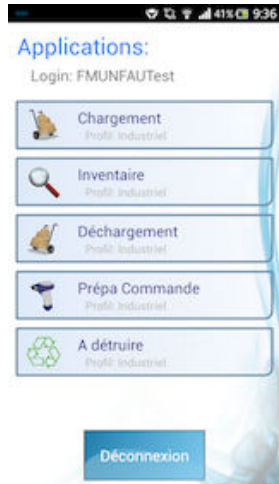 41% 9:36
Applications:
Login: FMUNFAUTest
Chargement
Profil: Industriel
Inventaire
Profil: Industriel
Déchargement
Profil: Industriel
Prépa Commande
Profil: Industriel
A détruire
Profil: Industriel
Déconnexion